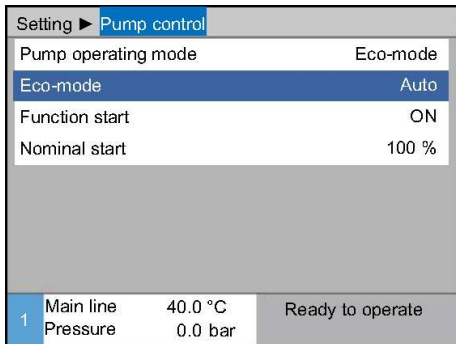 Setting ► Pump control
Pump operating mode Eco-mode
Eco-mode Auto
Function start ON
Nominal start 100 %
1 Main line 40.0 °C Ready to operate
Pressure 0.0 bar